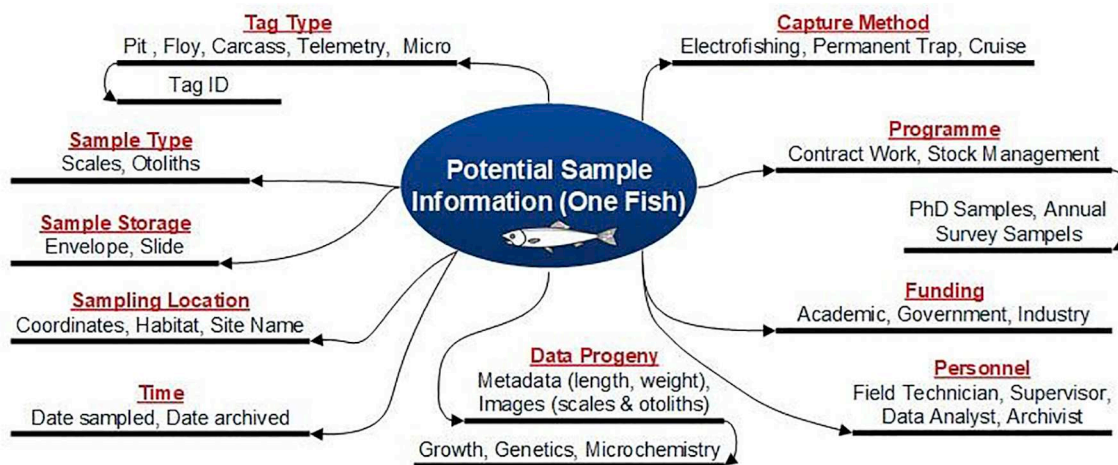 Tag Type
Pit , Floy, Carcass, Telemetry, Micro
Tag ID
Sample Type
Scales, Otoliths
Sample Storage
Envelope, Slide
Sampling Location
Coordinates, Habitat, Site Name
Time
Date sampled, Date archived
Potential Sample
Information (One Fish)
Data Progeny
Metadata (length, weight),
Images (scales & otoliths)
Growth, Genetics, Microchemistry
Capture Method
Electrofishing, Permanent Trap, Cruise
Programme
Contract Work, Stock Management
PhD Samples, Annual
Survey Sampels
Funding
Academic, Government, Industry
Personnel
Field Technician, Supervisor,
Data Analyst, Archivist